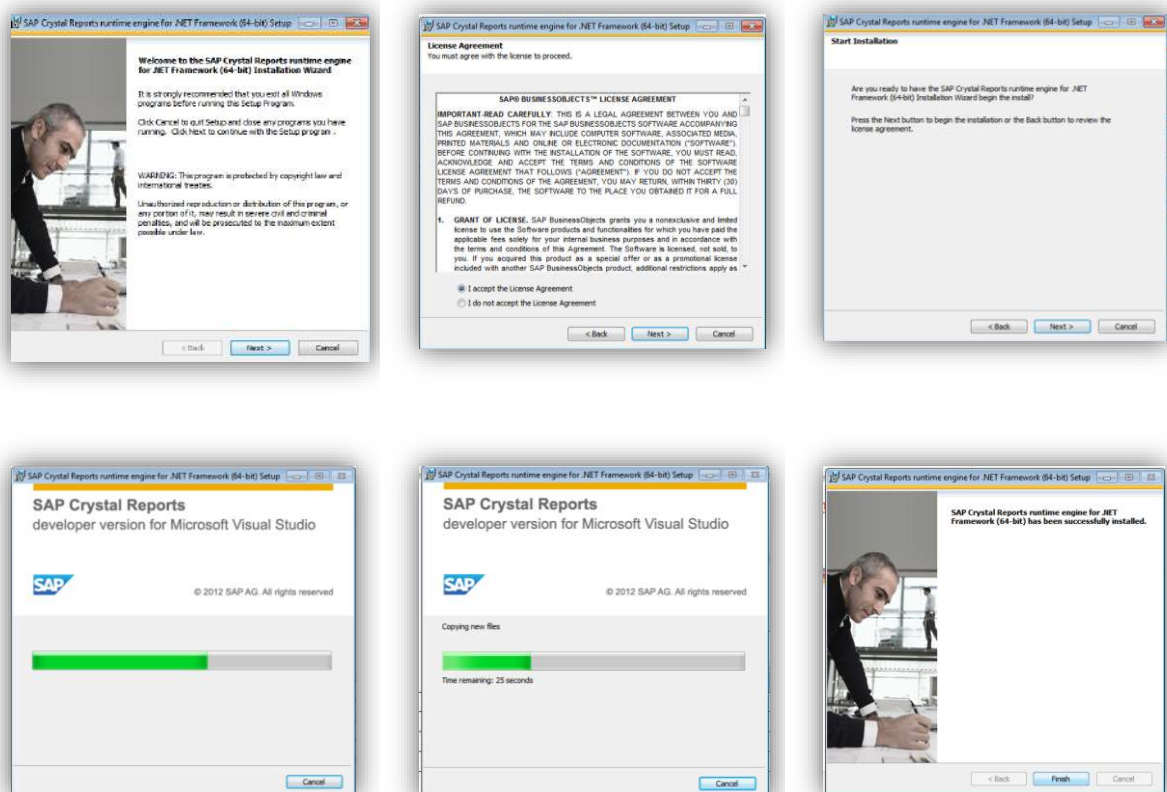 SAP Crystal Reports runtime engine for .NET Framework (64-bit) Setup
Welcome to the SAP Crystal Reports runtime engine
for .NET Framework (64-bit) Installation Wizard
It is strongly recommended that you exit all Windows
programs before running this Setup Program.
Click Cancel to quit Setup and close any programs you have
running. Click Next to continue with the Setup program .
WARNING: This program is protected by copyright law and
international treaties.
Unauthorized reproduction or distribution of this program, or
any portion of it, may result in severe civil and criminal
penalties, and will be prosecuted to the maximum extent
possible under law.
< Back Next > Cancel
SAP Crystal Reports runtime engine for .NET Framework (64-bit) Setup
License Agreement
You must agree with the license to proceed.
SAP® BUSINESSOBJECTS™ LICENSE AGREEMENT
IMPORTANT-READ CAREFULLY: THIS IS A LEGAL AGREEMENT BETWEEN YOU AND
SAP BUSINESSOBJECTS FOR THE SAP BUSINESSOBJECTS SOFTWARE ACCOMPANYING
THIS AGREEMENT, WHICH MAY INCLUDE COMPUTER SOFTWARE, ASSOCIATED MEDIA,
PRINTED MATERIALS AND ONLINE OR ELECTRONIC DOCUMENTATION ("SOFTWARE").
BEFORE CONTINUING WITH THE INSTALLATION OF THE SOFTWARE, YOU MUST READ,
ACKNOWLEDGE AND ACCEPT THE TERMS AND CONDITIONS OF THE SOFTWARE
LICENSE AGREEMENT THAT FOLLOWS ("AGREEMENT"). IF YOU DO NOT ACCEPT THE
TERMS AND CONDITIONS OF THE AGREEMENT, YOU MAY RETURN, WITHIN THIRTY (30)
DAYS OF PURCHASE, THE SOFTWARE TO THE PLACE YOU OBTAINED IT FOR A FULL
REFUND.
1. GRANT OF LICENSE. SAP BusinessObjects grants you a nonexclusive and limited
license to use the Software products and functionalities for which you have paid the
applicable fees solely for your internal business purposes and in accordance with
the terms and conditions of this Agreement. The Software is licensed, not sold, to
you. If you acquired this product as a special offer or as a promotional license
included with another SAP BusinessObjects product, additional restrictions apply as
I accept the License Agreement
I do not accept the License Agreement
< Back Next > Cancel
SAP Crystal Reports runtime engine for .NET Framework (64-bit) Setup
Start Installation
Are you ready to have the SAP Crystal Reports runtime engine for .NET
Framework (64-bit) Installation Wizard begin the install?
Press the Next button to begin the installation or the Back button to review the
license agreement.
< Back Next > Cancel
SAP Crystal Reports runtime engine for .NET Framework (64-bit) Setup
SAP Crystal Reports
developer version for Microsoft Visual Studio
SAP
© 2012 SAP AG. All rights reserved
Cancel
SAP Crystal Reports runtime engine for .NET Framework (64-bit) Setup
SAP Crystal Reports
developer version for Microsoft Visual Studio
SAP
© 2012 SAP AG. All rights reserved
Copying new files
Time remaining: 25 seconds
Cancel
SAP Crystal Reports runtime engine for .NET Framework (64-bit) Setup
SAP Crystal Reports runtime engine for .NET
Framework (64-bit) has been successfully installed.
< Back Finish Cancel